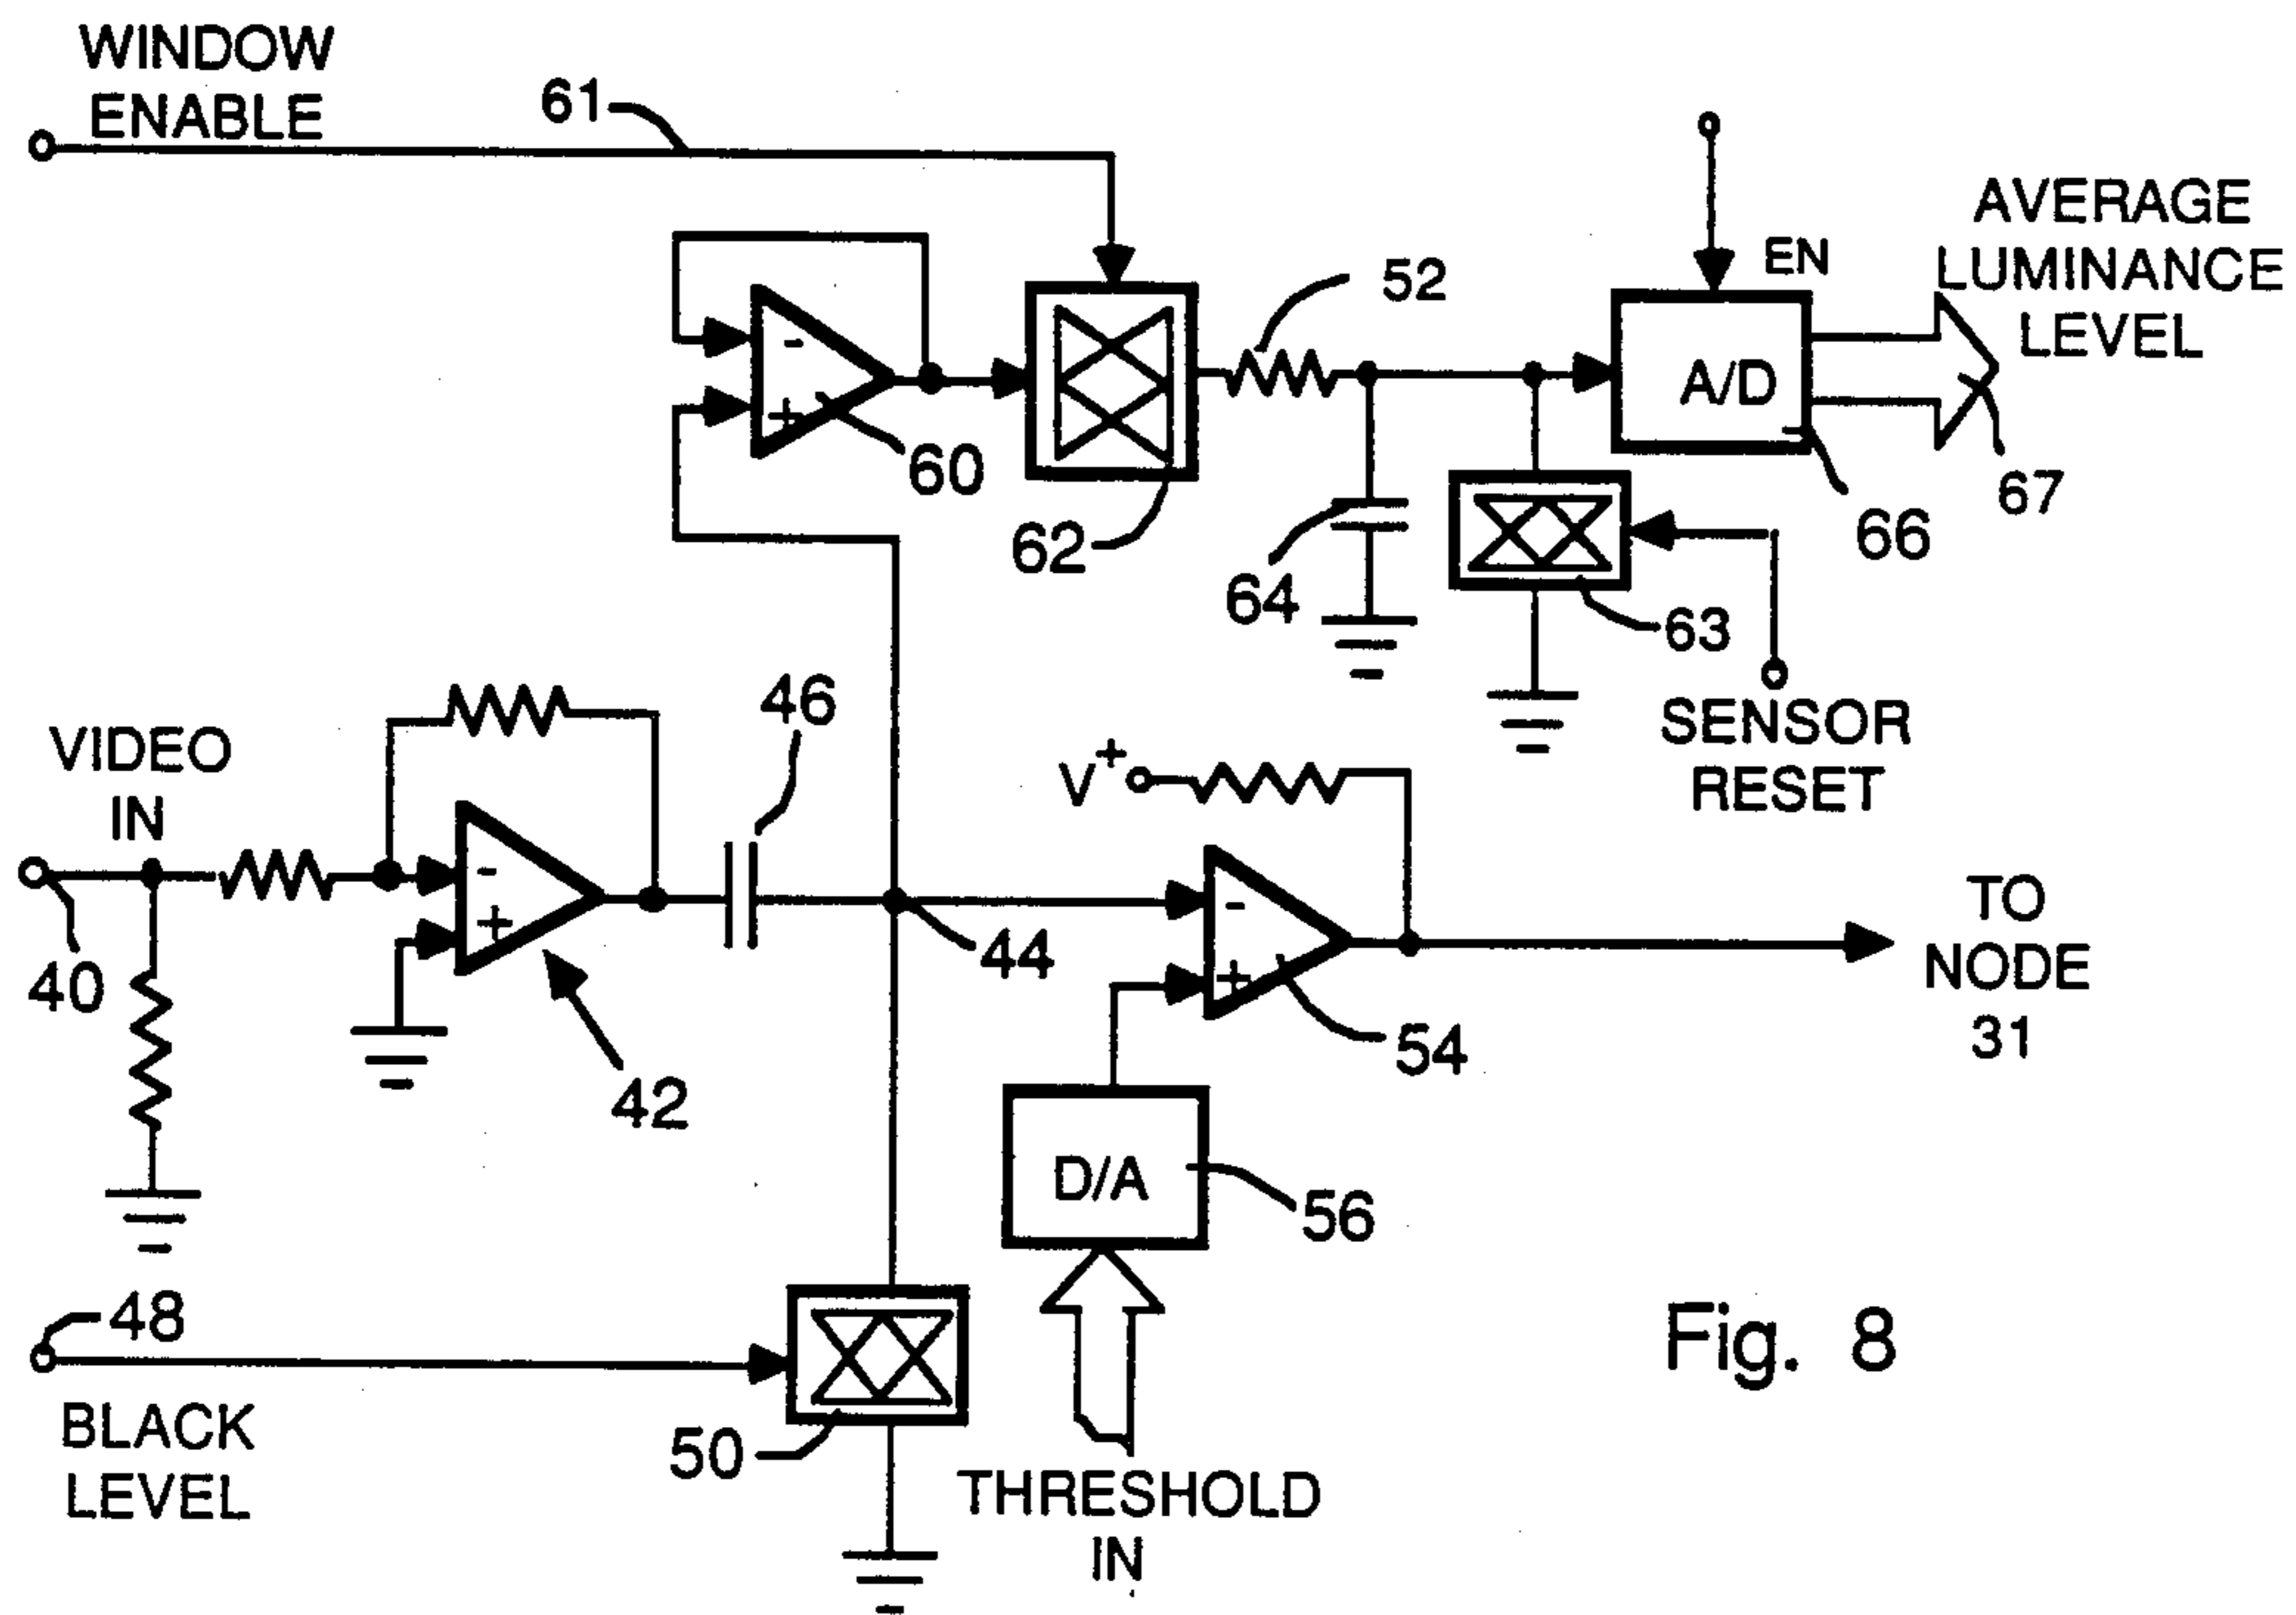 WINDOW
ENABLE
61
EN
AVERAGE
LUMINANCE
LEVEL
52
-
+
60
62
A/D
64
66
67
63
SENSOR
RESET
46
VIDEO
IN
V+
-
+
40
42
44
-
+
54
TO
NODE
31
D/A
56
48
BLACK
LEVEL
50
THRESHOLD
IN
Fig. 8